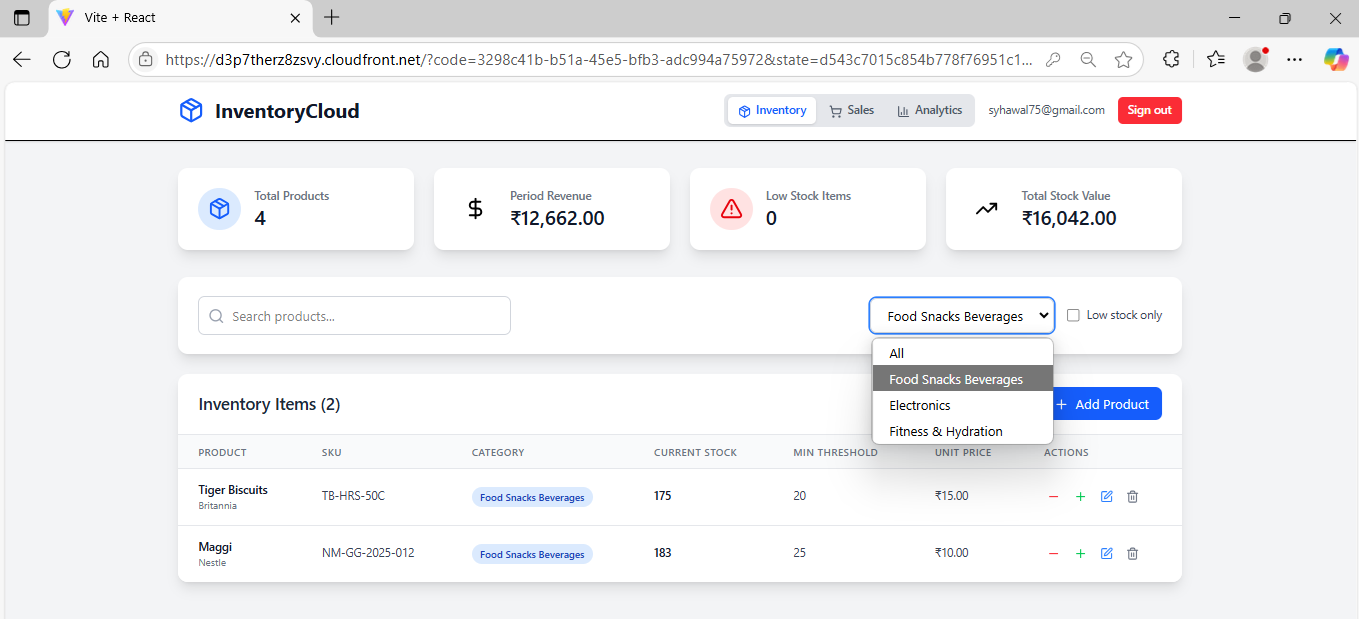 Vite + React
https://d3p7therz8zsvy.cloudfront.net/?code=3298c41b-b51a-45e5-bfb3-adc994a75972&state=d543c7015c854b778f76951c1...
InventoryCloud
Inventory Sales Analytics syhawal75@gmail.com Sign out
Total Products
4
Period Revenue
₹12,662.00
Low Stock Items
0
Total Stock Value
₹16,042.00
Search products...
Food Snacks Beverages
Low stock only
All
Food Snacks Beverages
Electronics
Fitness & Hydration
Inventory Items (2)
+ Add Product
PRODUCT SKU CATEGORY CURRENT STOCK MIN THRESHOLD UNIT PRICE ACTIONS
Tiger Biscuits TB-HRS-50C Food Snacks Beverages 175 20 ₹15.00
Britannia
Maggi NM-GG-2025-012 Food Snacks Beverages 183 25 ₹10.00
Nestle